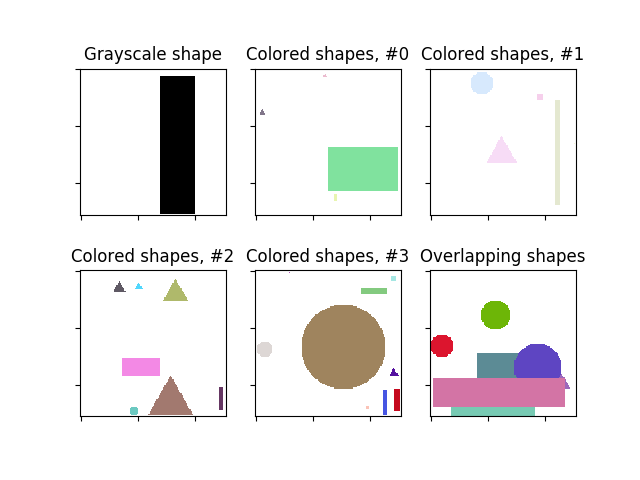 Grayscale shape
Colored shapes, #0
Colored shapes, #1
Colored shapes, #2
Colored shapes, #3
Overlapping shapes